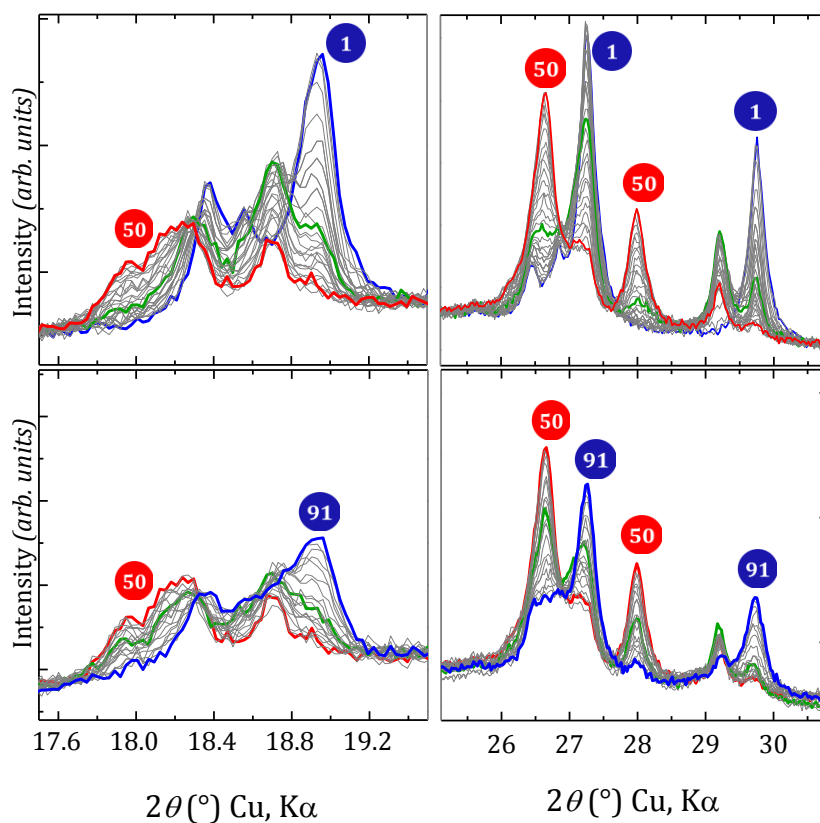 Intensity (arb. units)
50
1
50
1
50
1
Intensity (arb. units)
50
91
50
91
50
91
17.6 18.0 18.4 18.8 19.2
26 27 28 29 30
2θ (°) Cu, Kα
2θ (°) Cu, Kα